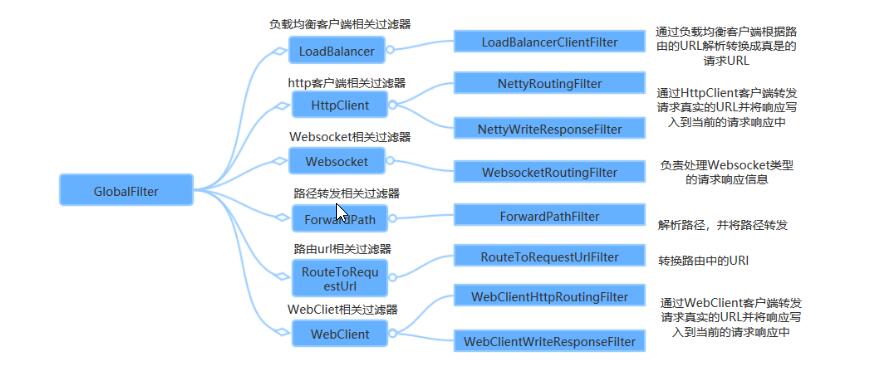 负载均衡客户端相关过滤器
LoadBalancer
LoadBalancerClientFilter
通过负载均衡客户端根据路
由的URL解析转换成真是的
请求URL
http客户端相关过滤器
HttpClient
NettyRoutingFilter
NettyWriteResponseFilter
通过HttpClient客户端转发
请求真实的URL并将响应写
入到当前的请求响应中
Websocket相关过滤器
Websocket
WebsocketRoutingFilter
负责处理Websocket类型
的请求响应信息
GlobalFilter
路径转发相关过滤器
ForwardPath
ForwardPathFilter
解析路径，并将路径转发
路由url相关过滤器
RouteToRequ
estUrl
RouteToRequestUrlFilter
转换路由中的URI
WebCliet相关过滤器
WebClient
WebClientHttpRoutingFilter
WebClientWriteResponseFilter
通过WebClient客户端转发
请求真实的URL并将响应写
入到当前的请求响应中